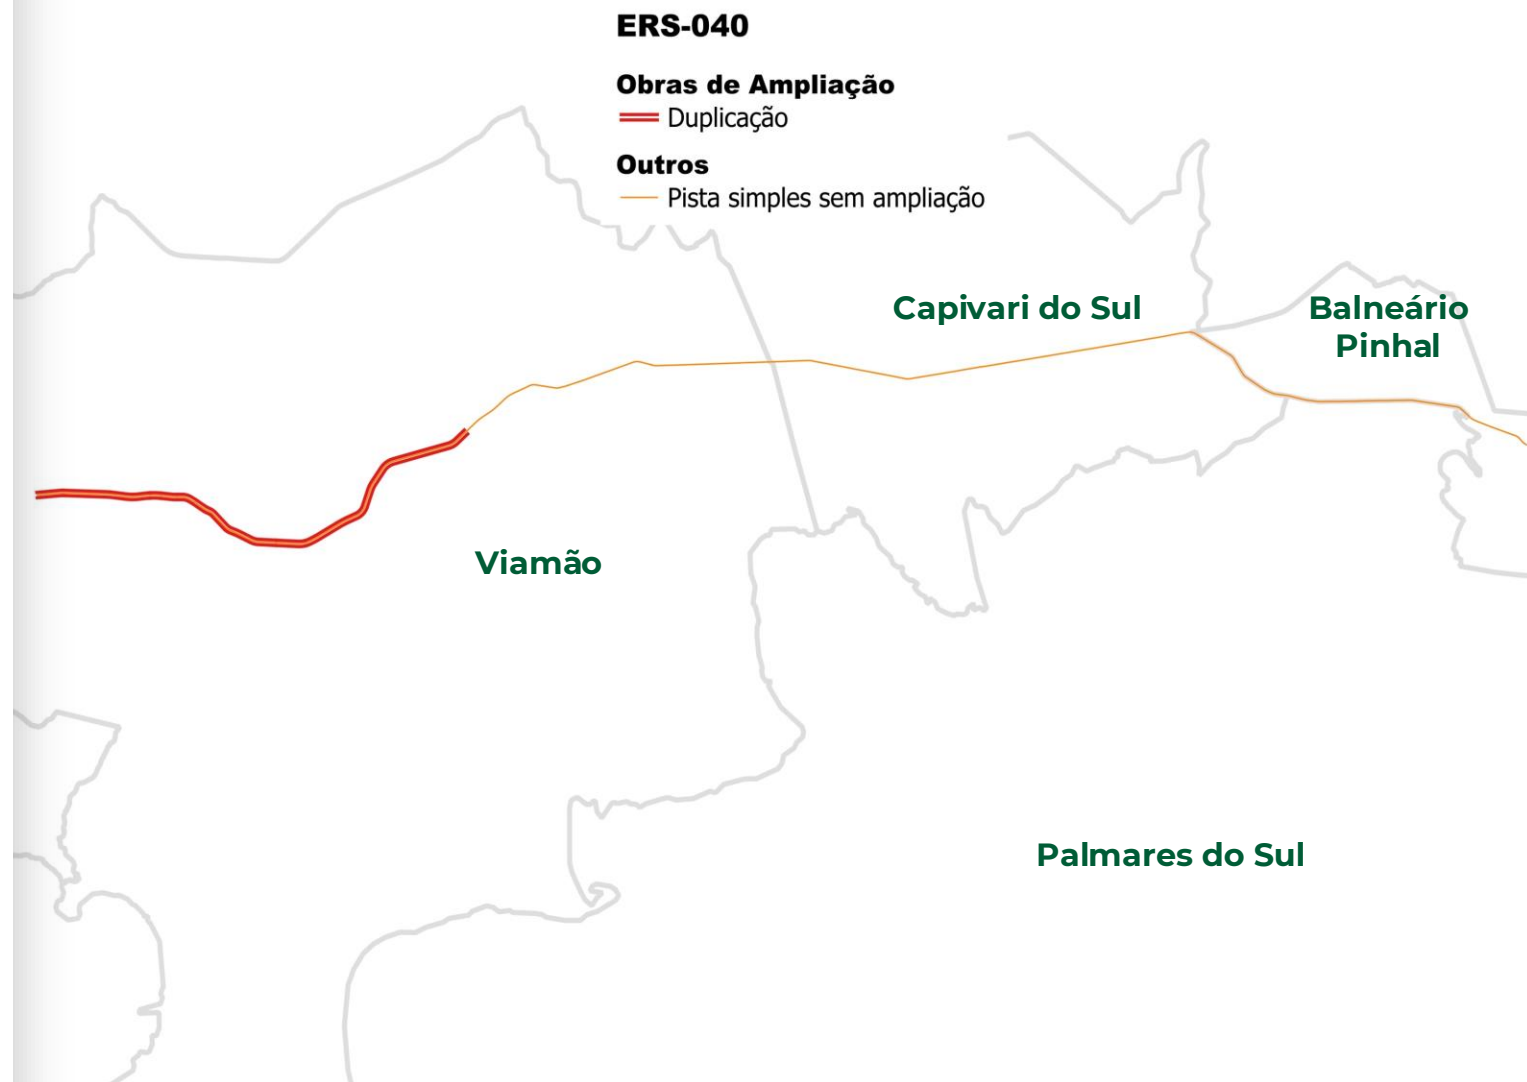 ERS-040
Obras de Ampliação
Duplicação
Outros
Pista simples sem ampliação
Capivari do Sul
Balneário
Pinhal
Viamão
Palmares do Sul